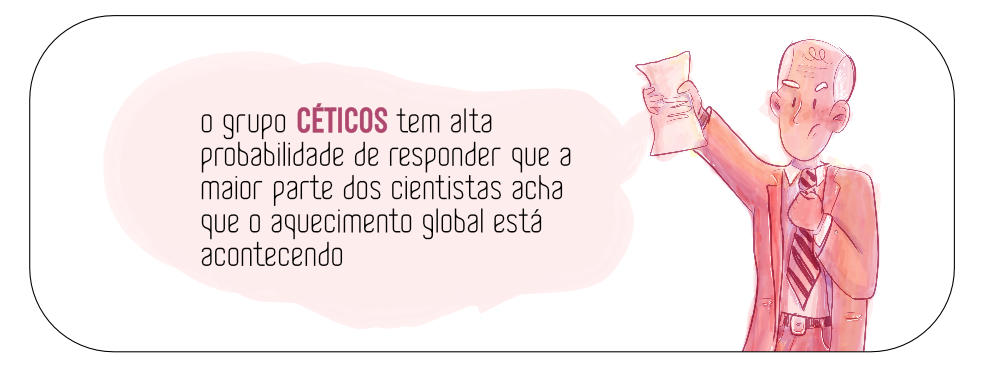 o grupo CÉTICOS tem alta
probabilidade de responder que a
maior parte dos cientistas acha
que o aquecimento global está
acontecendo